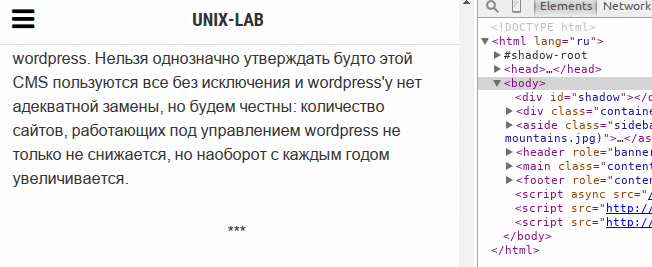 UNIX-LAB
wordpress. Нельзя однозначно утверждать будто этой
CMS пользуются все без исключения и wordpress'у нет
адекватной замены, но будем честны: количество
сайтов, работающих под управлением wordpress не
только не снижается, но наоборот с каждым годом
увеличивается.
***
Elements Network
<!DOCTYPE html>
<html lang="ru">
#shadow-root
<head>…</head>
<body>
<div id="shadow"></
<div class="contain
<aside class="sideba
mountains.jpg)">…</as
<header role="banner
<main class="content
<footer role="conten
<script async src="/
<script src="http://
<script src="http://
</body>
</html>